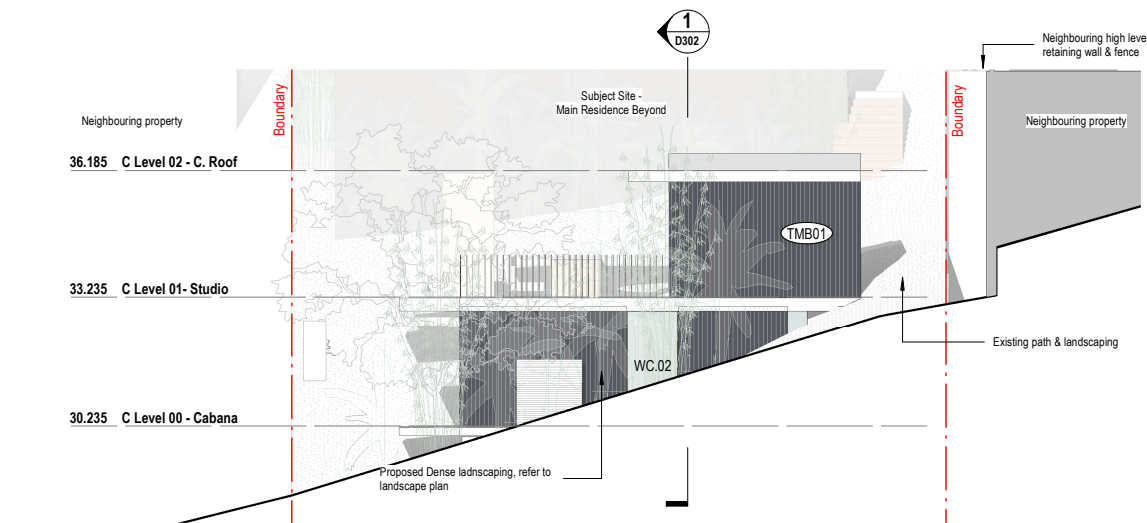 1
D302
Neighbouring high leve
retaining wall & fence
Subject Site -
Main Residence Beyond
Boundary
Boundary
Neighbouring property
Neighbouring property
36.185 C Level 02 - C. Roof
TMB01
33.235 C Level 01- Studio
Existing path & landscaping
WC.02
30.235 C Level 00 - Cabana
Proposed Dense ladnscaping, refer to
landscape plan